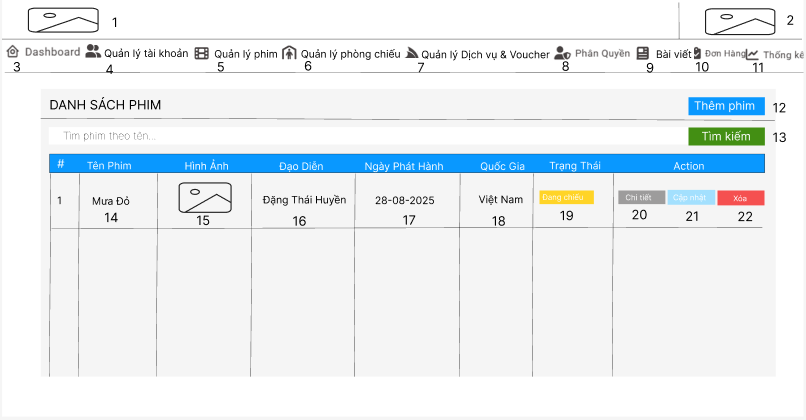 1
2
Dashboard Quản lý tài khoản Quản lý phim Quản lý phòng chiếu Quản lý Dịch vụ & Voucher Phân Quyền Bài viết Đơn Hàng Thống kê
3 4 5 6 7 8 9 10 11
DANH SÁCH PHIM Thêm phim 12
Tìm phim theo tên... Tìm kiếm 13
# Tên Phim Hình Ảnh Đạo Diễn Ngày Phát Hành Quốc Gia Trạng Thái Action
1 Mưa Đỏ Đặng Thái Huyền 28-08-2025 Việt Nam Đang chiếu Chi tiết Cập nhật Xóa
14 15 16 17 18 19 20 21 22